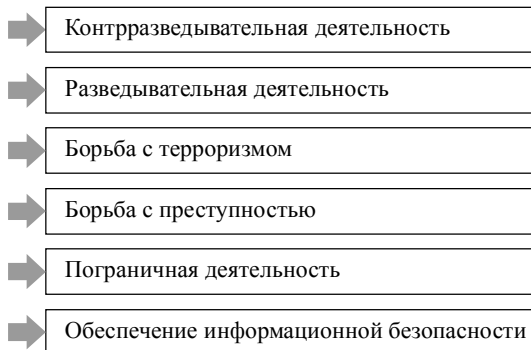 Контрразведывательная деятельность
Разведывательная деятельность
Борьба с терроризмом
Борьба с преступностью
Пограничная деятельность
Обеспечение информационной безопасности